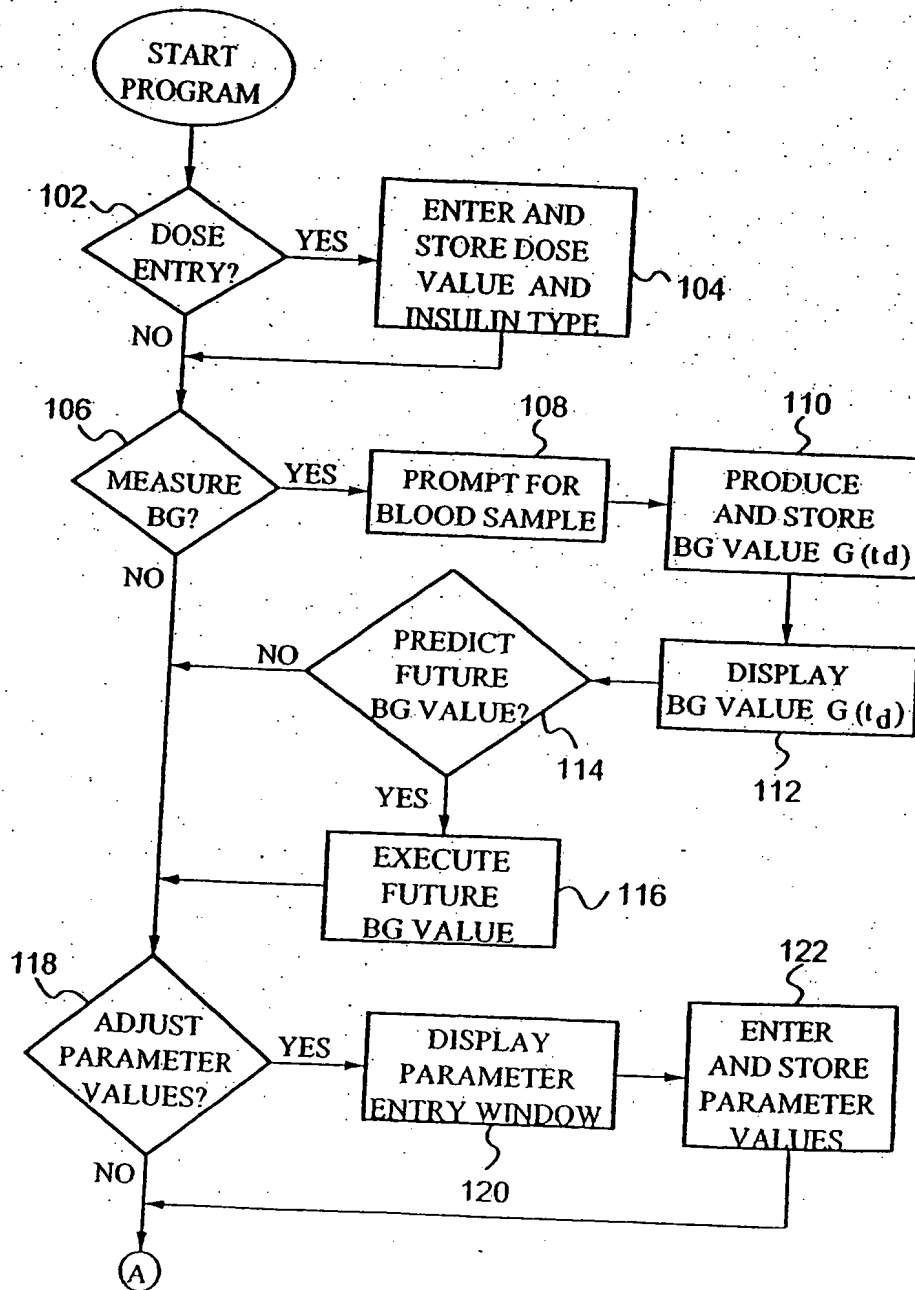 START
PROGRAM
102
DOSE
ENTRY?
YES
ENTER AND
STORE DOSE
VALUE AND
INSULIN TYPE
104
NO
106
MEASURE
BG?
YES
108
PROMPT FOR
BLOOD SAMPLE
110
PRODUCE
AND STORE
BG VALUE G (td)
NO
PREDICT
FUTURE
BG VALUE?
NO
DISPLAY
BG VALUE G (td)
114
112
YES
EXECUTE
FUTURE
BG VALUE
116
118
ADJUST
PARAMETER
VALUES?
YES
DISPLAY
PARAMETER
ENTRY WINDOW
120
122
ENTER
AND STORE
PARAMETER
VALUES
NO
A